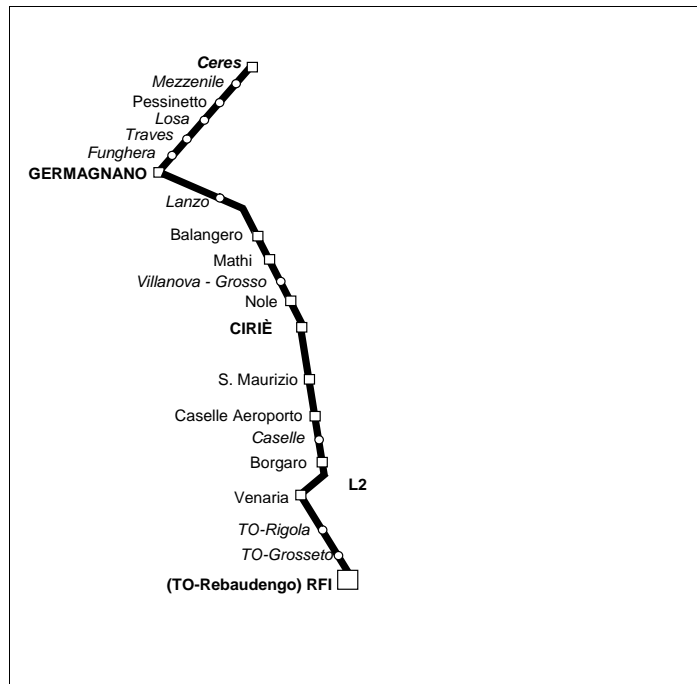 Ceres
Mezzenile
Pessinetto
Losa
Traves
Funghera
GERMAGNANO
Lanzo
Balangero
Mathi
Villanova - Grosso
Nole
CIRIÈ
S. Maurizio
Caselle Aeroporto
Caselle
Borgaro
L2
Venaria
TO-Rigola
TO-Grosseto
(TO-Rebaudengo) RFI